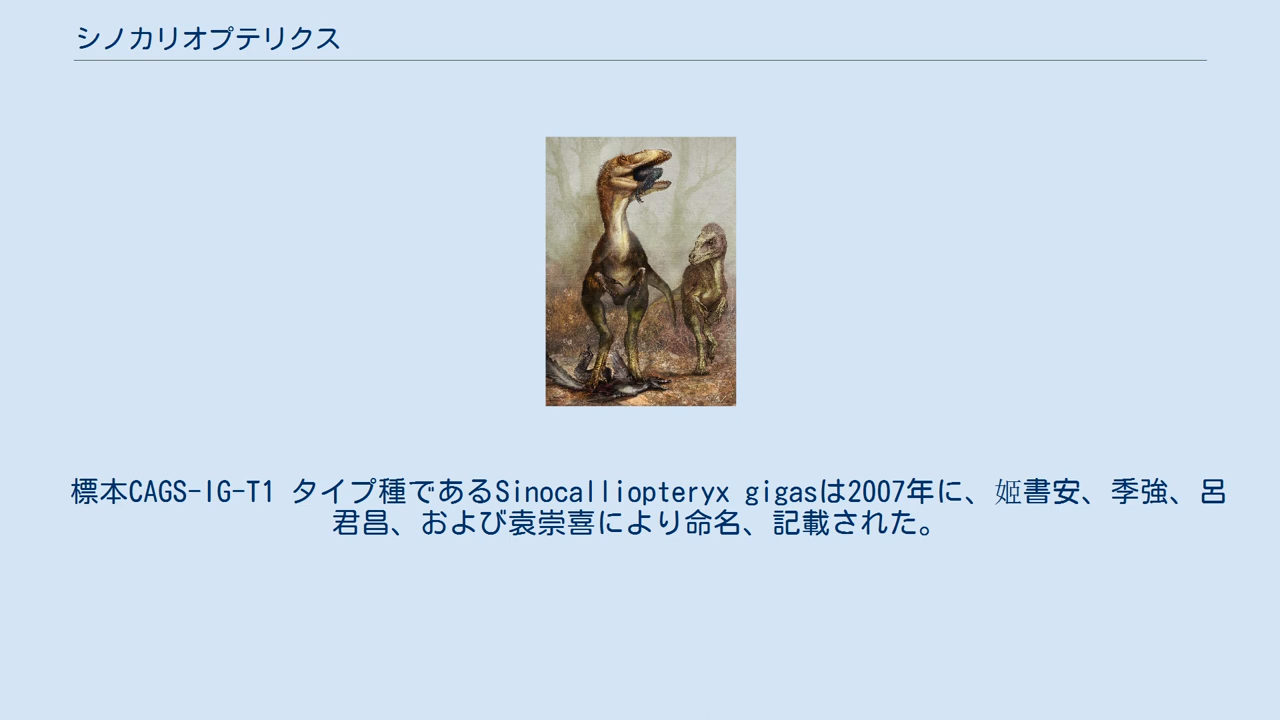 シノカリオプテリクス
標本CAGS-IG-T1 タイプ種であるSinocalliopteryx gigasは2007年に、姫書安、季強、呂
君昌、および袁崇喜により命名、記載された。